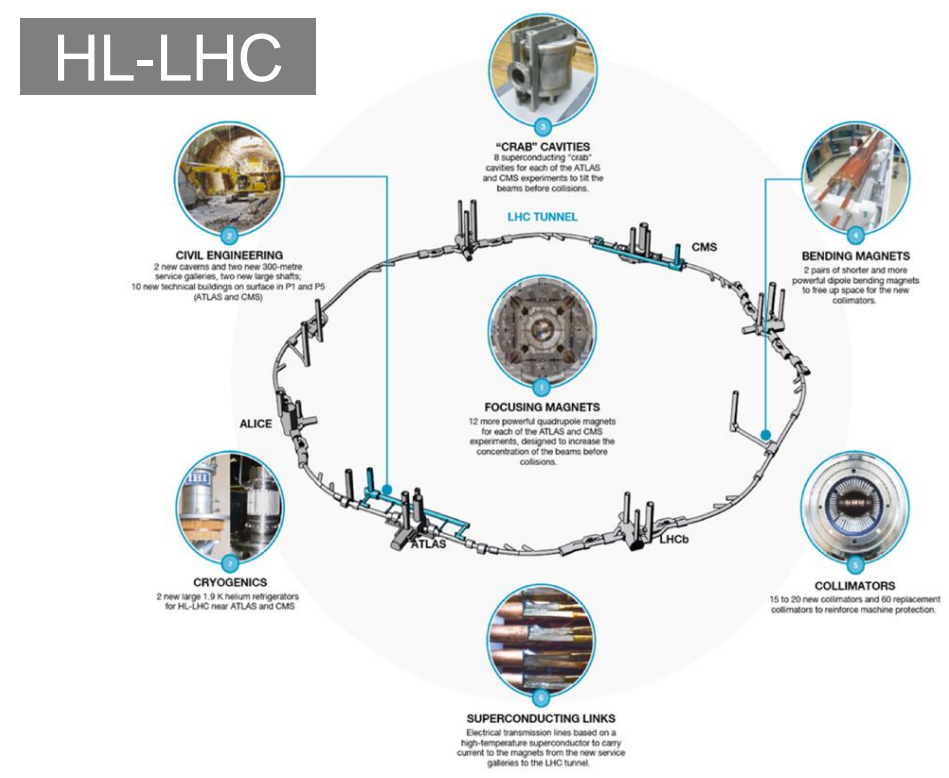 HL-LHC
3
"CRAB" CAVITIES
8 superconducting "crab"
cavities for each of the ATLAS
and CMS experiments to tilt the
beams before collisions.
2
CIVIL ENGINEERING
2 new caverns and two new 300-metre
service galleries, two new large shafts;
10 new technical buildings on surface in P1 and P5
(ATLAS and CMS)
LHC TUNNEL
CMS
4
BENDING MAGNETS
2 pairs of shorter and more
powerful dipole bending magnets
to free up space for the new
collimators.
1
FOCUSING MAGNETS
12 more powerful quadrupole magnets
for each of the ATLAS and CMS
experiments, designed to increase the
concentration of the beams before
collisions.
ALICE
ATLAS
LHCb
7
CRYOGENICS
2 new large 1.9 K helium refrigerators
for HL-LHC near ATLAS and CMS
5
COLLIMATORS
15 to 20 new collimators and 60 replacement
collimators to reinforce machine protection.
6
SUPERCONDUCTING LINKS
Electrical transmission lines based on a
high-temperature superconductor to carry
current to the magnets from the new service
galleries to the LHC tunnel.